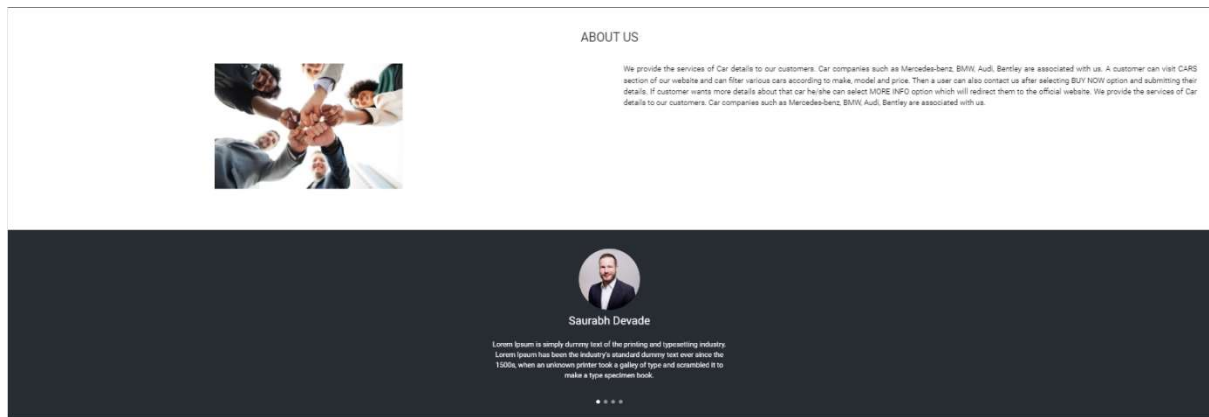 ABOUT US
We provide the services of Car details to our customers. Car companies such as Mercedes-benz, BMW, Audi, Bentley are associated with us. A customer can visit CARS
section of our website and can filter various cars according to make, model and price. Then a user can also contact us after selecting BUY NOW option and submitting their
details. If customer wants more details about that car he/she can select MORE INFO option which will redirect them to the official website. We provide the services of Car
details to our customers. Car companies such as Mercedes-benz, BMW, Audi, Bentley are associated with us.
Saurabh Devade
Lorem Ipsum is simply dummy text of the printing and typesetting industry.
Lorem Ipsum has been the industry's standard dummy text ever since the
1500s, when an unknown printer took a galley of type and scrambled it to
make a type specimen book.